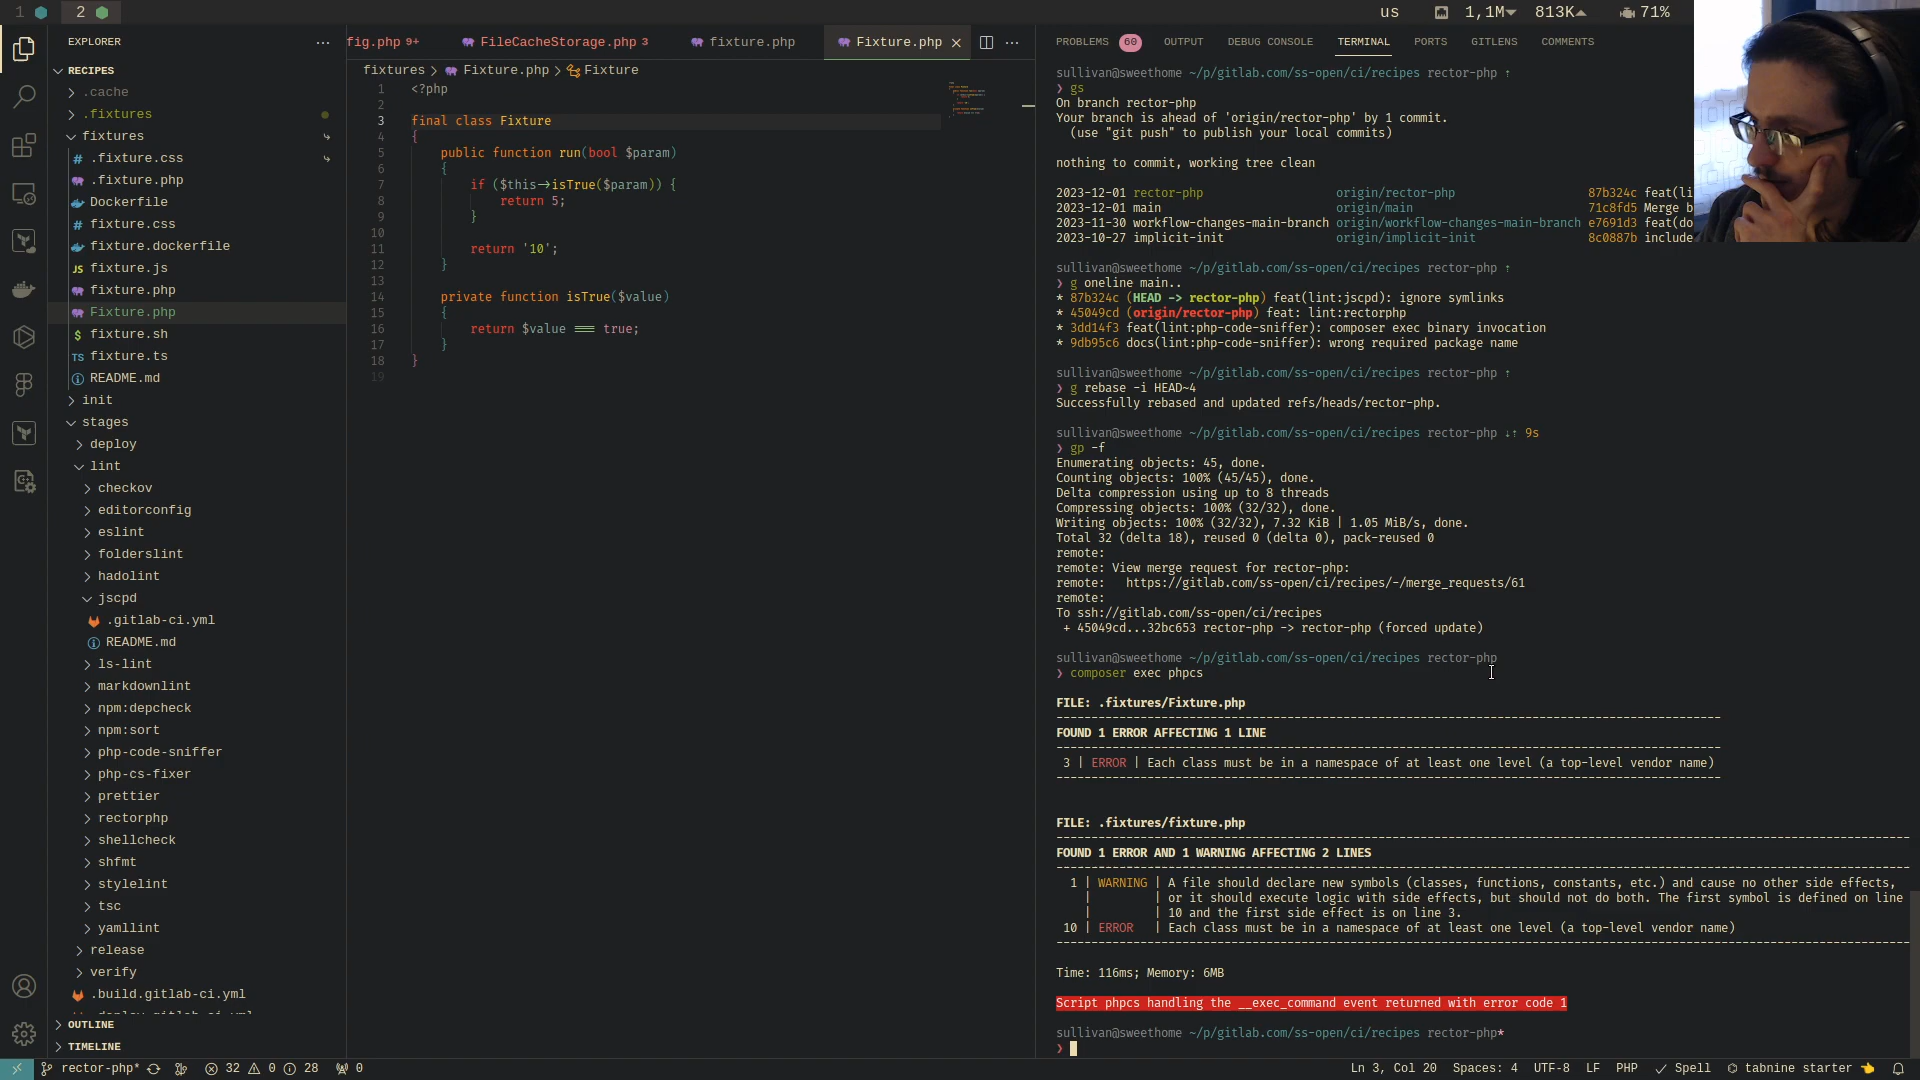 1 2 us 1,1M 813K 71%
EXPLORER
RECIPES
.cache
.fixtures
fixtures
.fixture.css
.fixture.php
Dockerfile
fixture.css
fixture.dockerfile
JS fixture.js
fixture.php
Fixture.php
$ fixture.sh
TS fixture.ts
README.md
init
stages
deploy
lint
checkov
editorconfig
eslint
folderslint
hadolint
jscpd
.gitlab-ci.yml
README.md
ls-lint
markdownlint
npm:depcheck
npm:sort
php-code-sniffer
php-cs-fixer
prettier
rectorphp
shellcheck
shfmt
stylelint
tsc
yamllint
release
verify
.build.gitlab-ci.yml
OUTLINE
TIMELINE
fig.php 9+ FileCacheStorage.php 3 fixture.php Fixture.php
fixtures > Fixture.php > Fixture
1 <?php
2
3 final class Fixture
4 {
5 public function run(bool $param)
6 {
7 if ($this->isTrue($param)) {
8 return 5;
9 }
10
11 return '10';
12 }
13
14 private function isTrue($value)
15 {
16 return $value === true;
17 }
18 }
19
PROBLEMS 60 OUTPUT DEBUG CONSOLE TERMINAL PORTS GITLENS COMMENTS
sullivan@sweethome ~/p/gitlab.com/ss-open/ci/recipes rector-php ↑
❯ gs
On branch rector-php
Your branch is ahead of 'origin/rector-php' by 1 commit.
(use "git push" to publish your local commits)
nothing to commit, working tree clean
2023-12-01 rector-php origin/rector-php 87b324c feat(li
2023-12-01 main origin/main 71c8fd5 Merge b
2023-11-30 workflow-changes-main-branch origin/workflow-changes-main-branch e7691d3 feat(do
2023-10-27 implicit-init origin/implicit-init 8c0887b include
sullivan@sweethome ~/p/gitlab.com/ss-open/ci/recipes rector-php ↑
❯ g oneline main..
* 87b324c (HEAD -> rector-php) feat(lint:jscpd): ignore symlinks
* 45049cd (origin/rector-php) feat: lint:rectorphp
* 3dd14f3 feat(lint:php-code-sniffer): composer exec binary invocation
* 9db95c6 docs(lint:php-code-sniffer): wrong required package name
sullivan@sweethome ~/p/gitlab.com/ss-open/ci/recipes rector-php ↑
❯ g rebase -i HEAD~4
Successfully rebased and updated refs/heads/rector-php.
sullivan@sweethome ~/p/gitlab.com/ss-open/ci/recipes rector-php ↓↑ 9s
❯ gp -f
Enumerating objects: 45, done.
Counting objects: 100% (45/45), done.
Delta compression using up to 8 threads
Compressing objects: 100% (32/32), done.
Writing objects: 100% (32/32), 7.32 KiB | 1.05 MiB/s, done.
Total 32 (delta 18), reused 0 (delta 0), pack-reused 0
remote:
remote: View merge request for rector-php:
remote: https://gitlab.com/ss-open/ci/recipes/-/merge_requests/61
remote:
To ssh://gitlab.com/ss-open/ci/recipes
+ 45049cd...32bc653 rector-php -> rector-php (forced update)
sullivan@sweethome ~/p/gitlab.com/ss-open/ci/recipes rector-php
❯ composer exec phpcs
FILE: .fixtures/Fixture.php
FOUND 1 ERROR AFFECTING 1 LINE
3 | ERROR | Each class must be in a namespace of at least one level (a top-level vendor name)
FILE: .fixtures/fixture.php
FOUND 1 ERROR AND 1 WARNING AFFECTING 2 LINES
1 | WARNING | A file should declare new symbols (classes, functions, constants, etc.) and cause no other side effects,
| | or it should execute logic with side effects, but should not do both. The first symbol is defined on line
| | 10 and the first side effect is on line 3.
10 | ERROR | Each class must be in a namespace of at least one level (a top-level vendor name)
Time: 116ms; Memory: 6MB
Script phpcs handling the __exec_command event returned with error code 1
sullivan@sweethome ~/p/gitlab.com/ss-open/ci/recipes rector-php*
❯
rector-php* 32 0 28 0 Ln 3, Col 20 Spaces: 4 UTF-8 LF PHP Spell tabnine starter